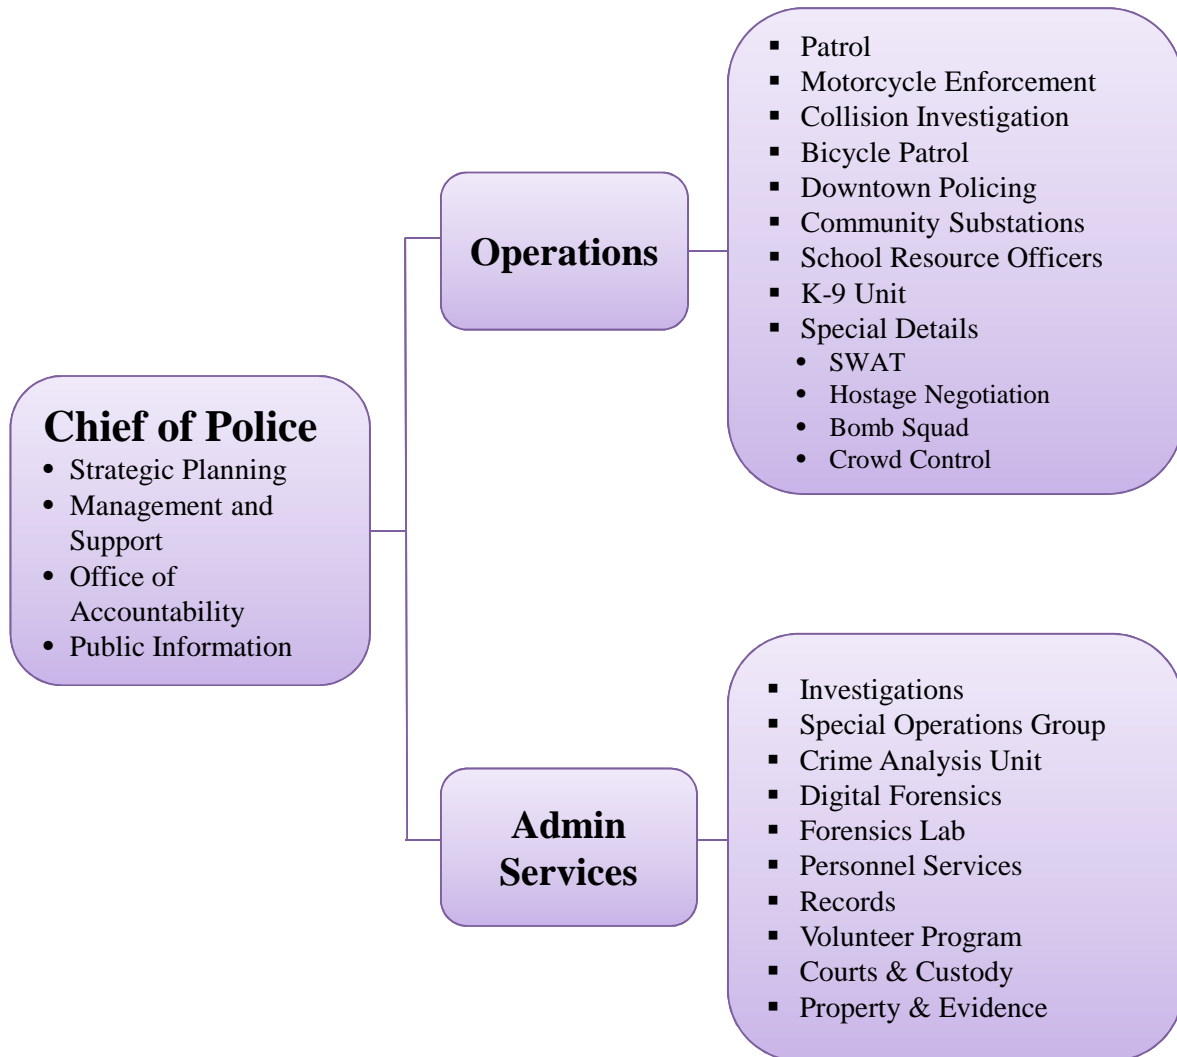 Chief of Police
• Strategic Planning
• Management and
Support
• Office of
Accountability
• Public Information
Operations
▪ Patrol
▪ Motorcycle Enforcement
▪ Collision Investigation
▪ Bicycle Patrol
▪ Downtown Policing
▪ Community Substations
▪ School Resource Officers
▪ K-9 Unit
▪ Special Details
• SWAT
• Hostage Negotiation
• Bomb Squad
• Crowd Control
Admin
Services
▪ Investigations
▪ Special Operations Group
▪ Crime Analysis Unit
▪ Digital Forensics
▪ Forensics Lab
▪ Personnel Services
▪ Records
▪ Volunteer Program
▪ Courts & Custody
▪ Property & Evidence